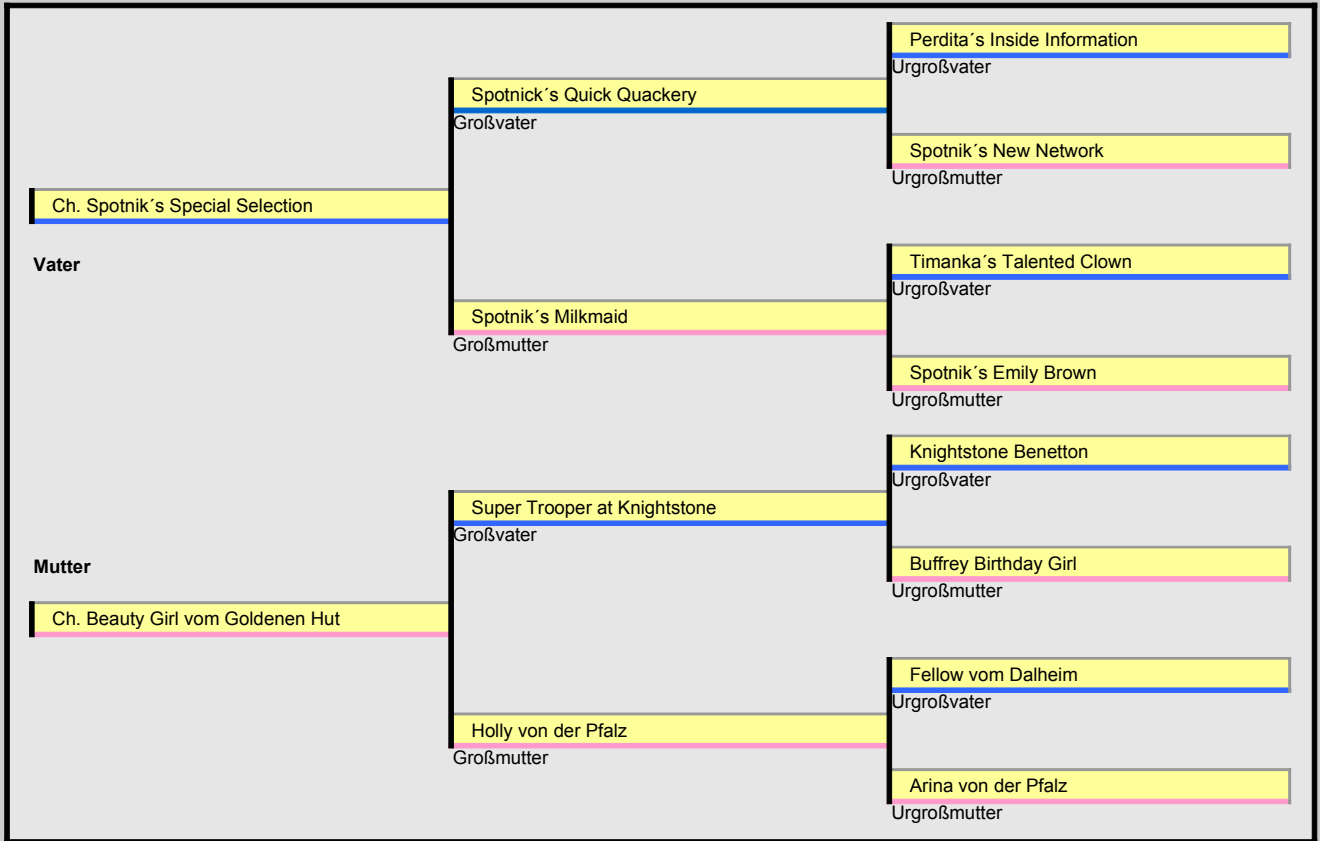 Perdita´s Inside Information
Urgroßvater
Spotnick´s Quick Quackery
Großvater
Spotnik´s New Network
Urgroßmutter
Ch. Spotnik´s Special Selection
Vater
Timanka´s Talented Clown
Urgroßvater
Spotnik´s Milkmaid
Großmutter
Spotnik´s Emily Brown
Urgroßmutter
Knightstone Benetton
Urgroßvater
Super Trooper at Knightstone
Großvater
Buffrey Birthday Girl
Urgroßmutter
Mutter
Ch. Beauty Girl vom Goldenen Hut
Fellow vom Dalheim
Urgroßvater
Holly von der Pfalz
Großmutter
Arina von der Pfalz
Urgroßmutter